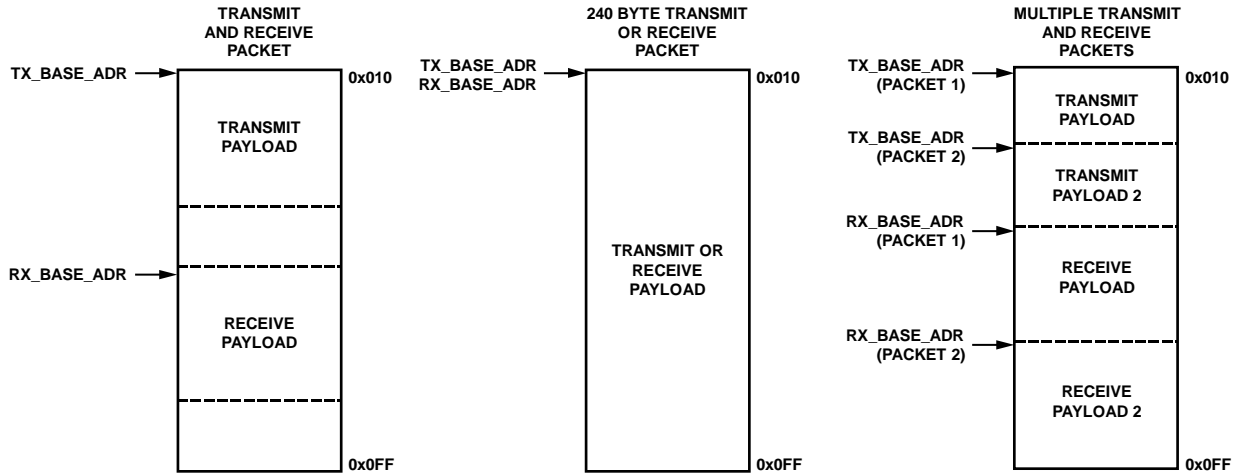 TRANSMIT
AND RECEIVE
PACKET
TX_BASE_ADR
0x010
TRANSMIT
PAYLOAD
RX_BASE_ADR
RECEIVE
PAYLOAD
0x0FF
240 BYTE TRANSMIT
OR RECEIVE
PACKET
TX_BASE_ADR
RX_BASE_ADR
0x010
TRANSMIT OR
RECEIVE
PAYLOAD
0x0FF
MULTIPLE TRANSMIT
AND RECEIVE
PACKETS
TX_BASE_ADR
(PACKET 1)
0x010
TRANSMIT
PAYLOAD
TX_BASE_ADR
(PACKET 2)
TRANSMIT
PAYLOAD 2
RX_BASE_ADR
(PACKET 1)
RECEIVE
PAYLOAD
RX_BASE_ADR
(PACKET 2)
RECEIVE
PAYLOAD 2
0x0FF